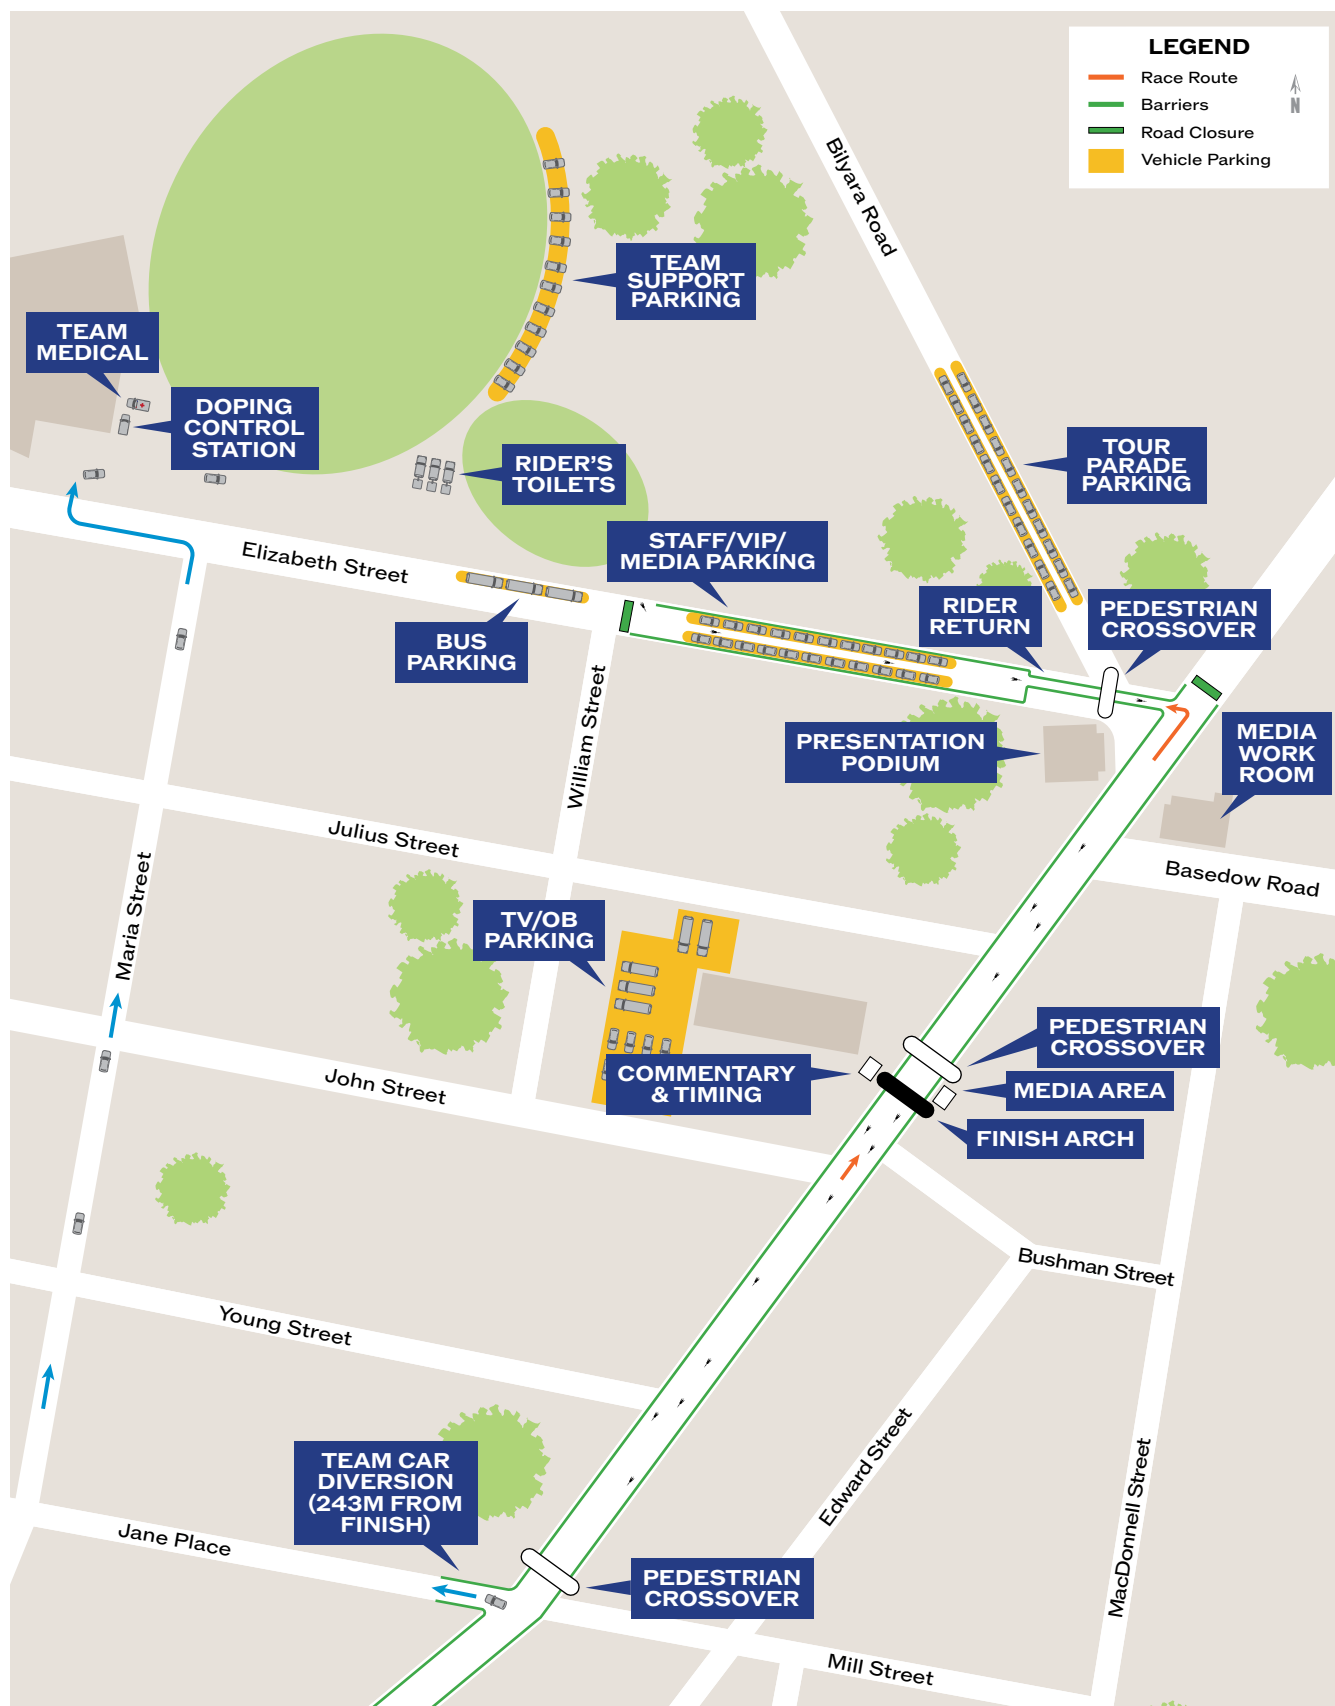 LEGEND
Race Route
Barriers
Road Closure
Vehicle Parking
N
Bilyara Road
TEAM
SUPPORT
PARKING
TEAM
MEDICAL
DOPING
CONTROL
STATION
RIDER'S
TOILETS
TOUR
PARADE
PARKING
STAFF/VIP/
MEDIA PARKING
Elizabeth Street
RIDER
RETURN
PEDESTRIAN
CROSSOVER
BUS
PARKING
William Street
PRESENTATION
PODIUM
MEDIA
WORK
ROOM
Julius Street
Basedow Road
Maria Street
TV/OB
PARKING
PEDESTRIAN
CROSSOVER
COMMENTARY
& TIMING
MEDIA AREA
John Street
FINISH ARCH
Bushman Street
Young Street
Edward Street
MacDonnell Street
TEAM CAR
DIVERSION
(243M FROM
FINISH)
Jane Place
PEDESTRIAN
CROSSOVER
Mill Street